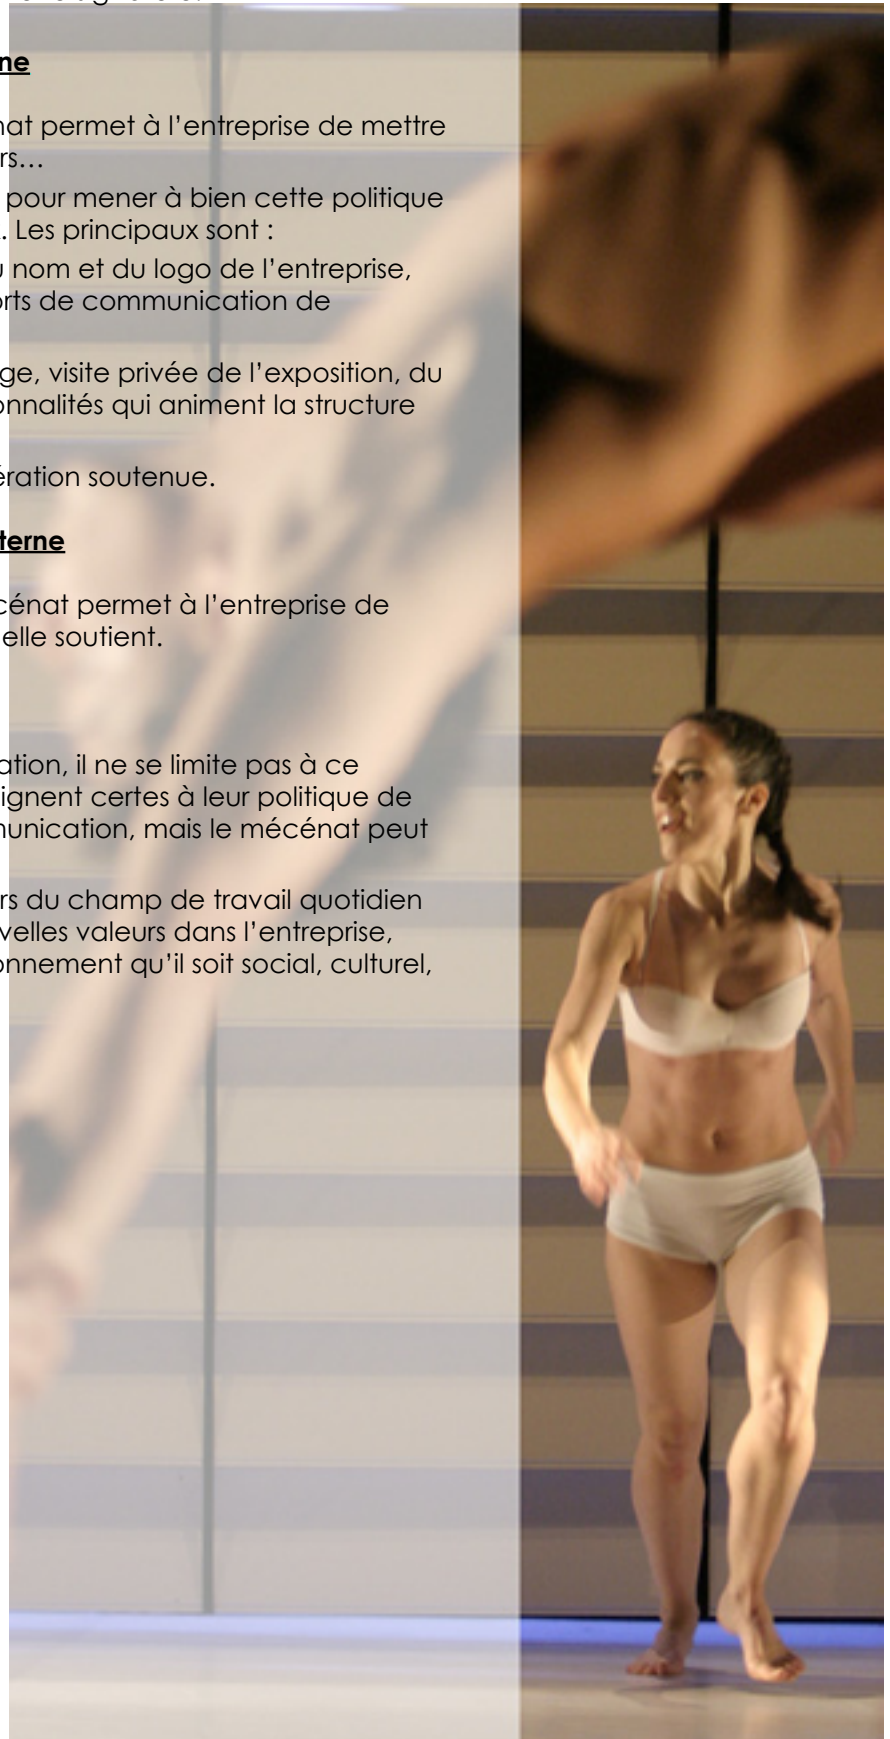 ne
nat permet à l’entreprise de mettre
rs…
pour mener à bien cette politique
. Les principaux sont :
u nom et du logo de l’entreprise,
orts de communication de
ge, visite privée de l’exposition, du
onnalités qui animent la structure
ération soutenue.
terne
cénat permet à l’entreprise de
elle soutient.
ation, il ne se limite pas à ce
ignent certes à leur politique de
munication, mais le mécénat peut
rs du champ de travail quotidien
velles valeurs dans l’entreprise,
onnement qu’il soit social, culturel,